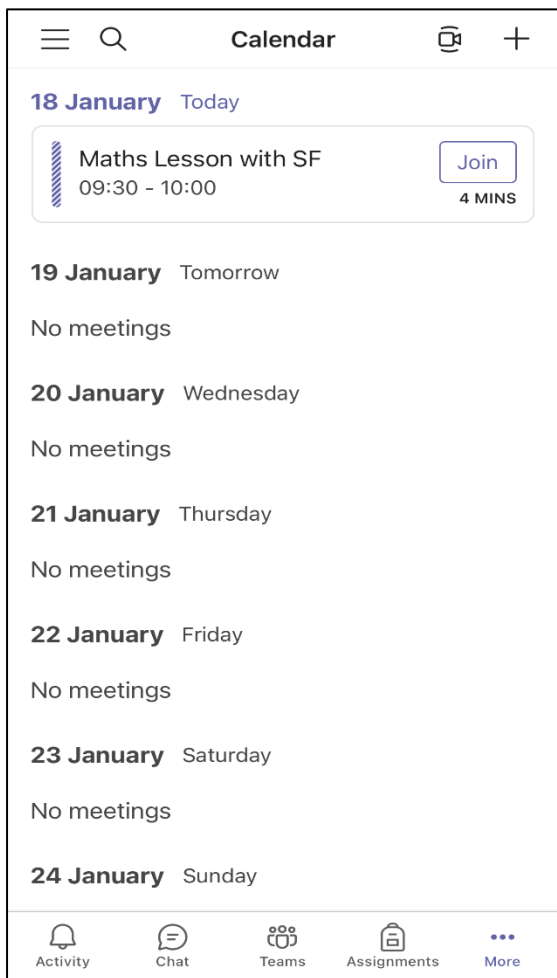 Calendar
18 January Today
Maths Lesson with SF
09:30 - 10:00
Join
4 MINS
19 January Tomorrow
No meetings
20 January Wednesday
No meetings
21 January Thursday
No meetings
22 January Friday
No meetings
23 January Saturday
No meetings
24 January Sunday
Activity Chat Teams Assignments More